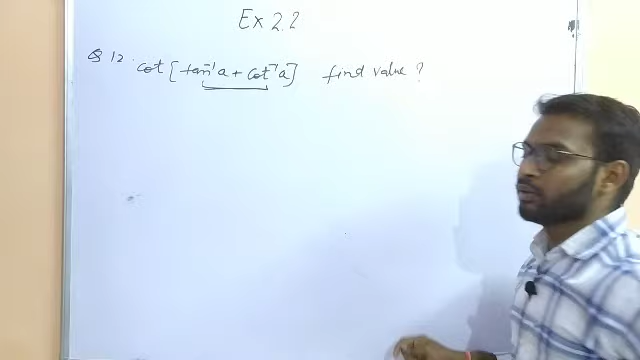 Ex 2.2
Q 12. cot [tan⁻¹a + cot⁻¹a] find value ?